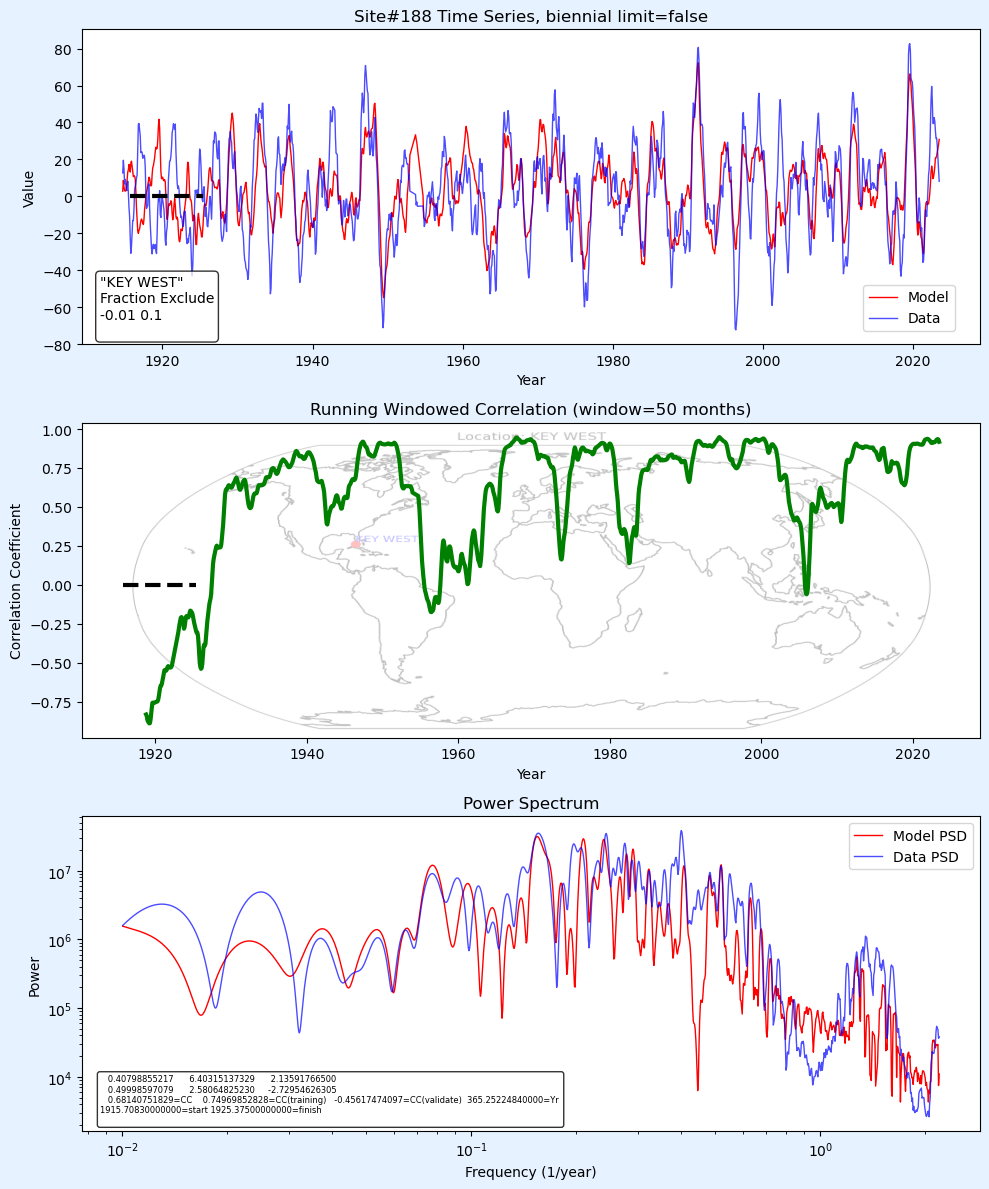 Site#188 Time Series, biennial limit=false
Value
80
60
40
20
0
−20
−40
−60
−80
"KEY WEST"
Fraction Exclude
-0.01 0.1
Model
Data
1920
1940
1960
1980
2000
2020
Year
Running Windowed Correlation (window=50 months)
Location: KEY WEST
KEY WEST
Correlation Coefficient
1.00
0.75
0.50
0.25
0.00
−0.25
−0.50
−0.75
1920
1940
1960
1980
2000
2020
Year
Power Spectrum
Model PSD
Data PSD
Power
10⁷
10⁶
10⁵
10⁴
0.40798855217 6.40315137329 2.13591766500
0.49998597079 2.58064825230 -2.72954626305
0.68140751829=CC 0.74969852828=CC(training) -0.45617474097=CC(validate) 365.25224840000=Yr
1915.70830000000=start 1925.37500000000=finish
10⁻²
10⁻¹
10⁰
Frequency (1/year)